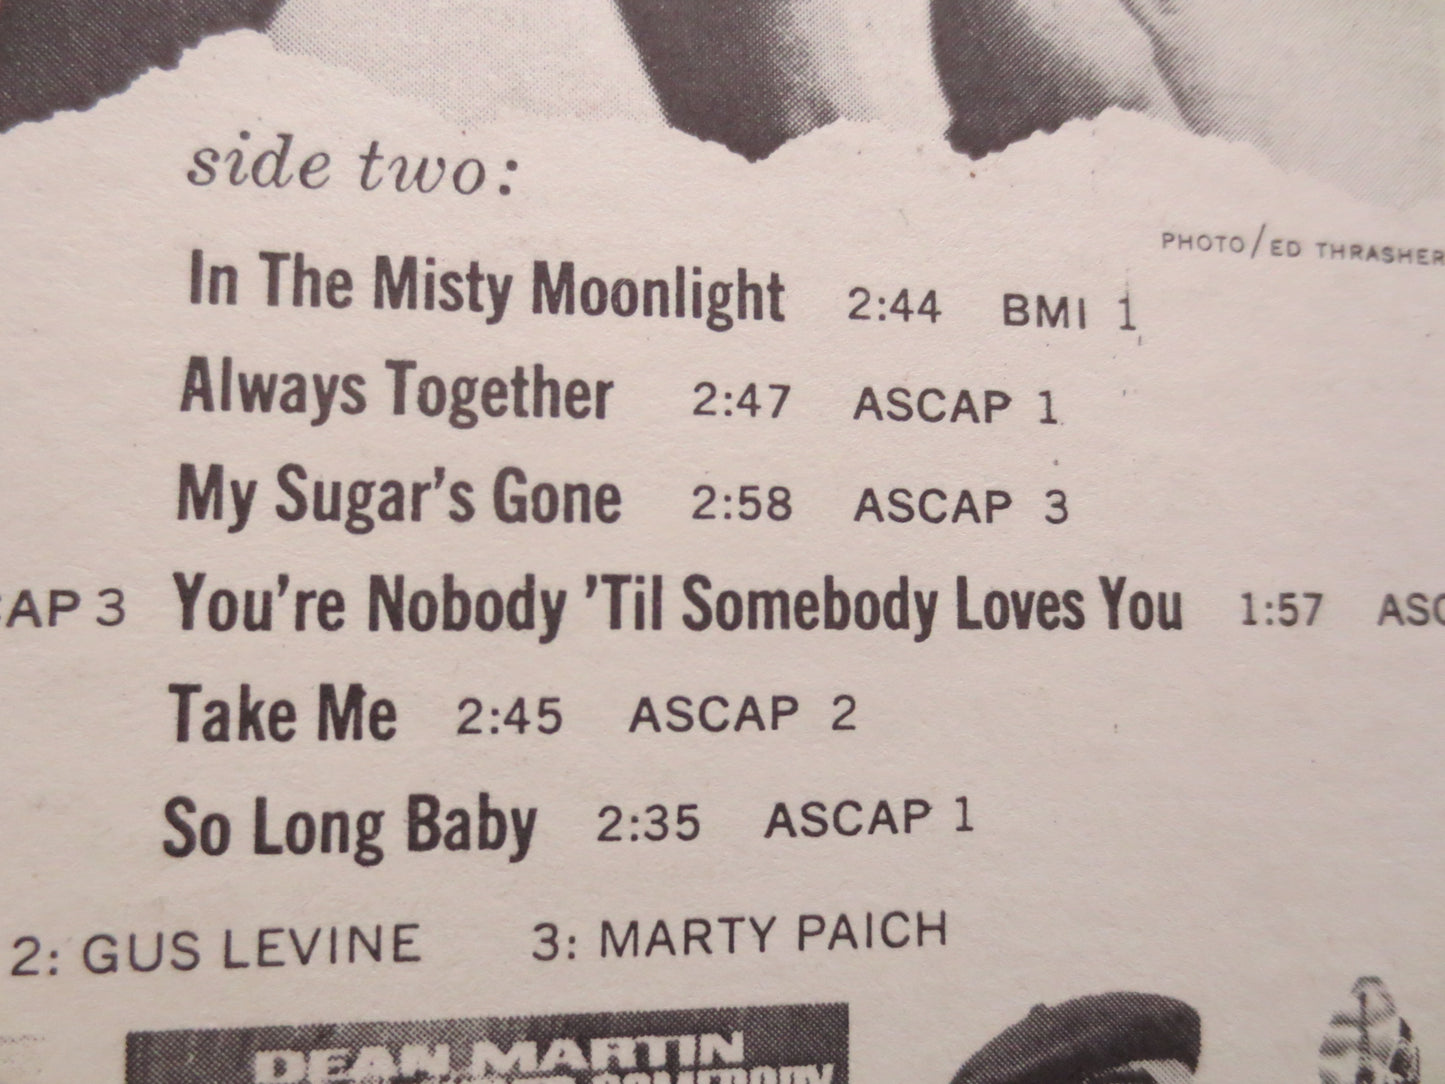 side two:
PHOTO/ED THRASHER
In The Misty Moonlight 2:44 BMI 1
Always Together 2:47 ASCAP 1
My Sugar's Gone 2:58 ASCAP 3
AP 3 You're Nobody 'Til Somebody Loves You 1:57 ASC
Take Me 2:45 ASCAP 2
So Long Baby 2:35 ASCAP 1
2: GUS LEVINE 3: MARTY PAICH
DEAN MARTIN